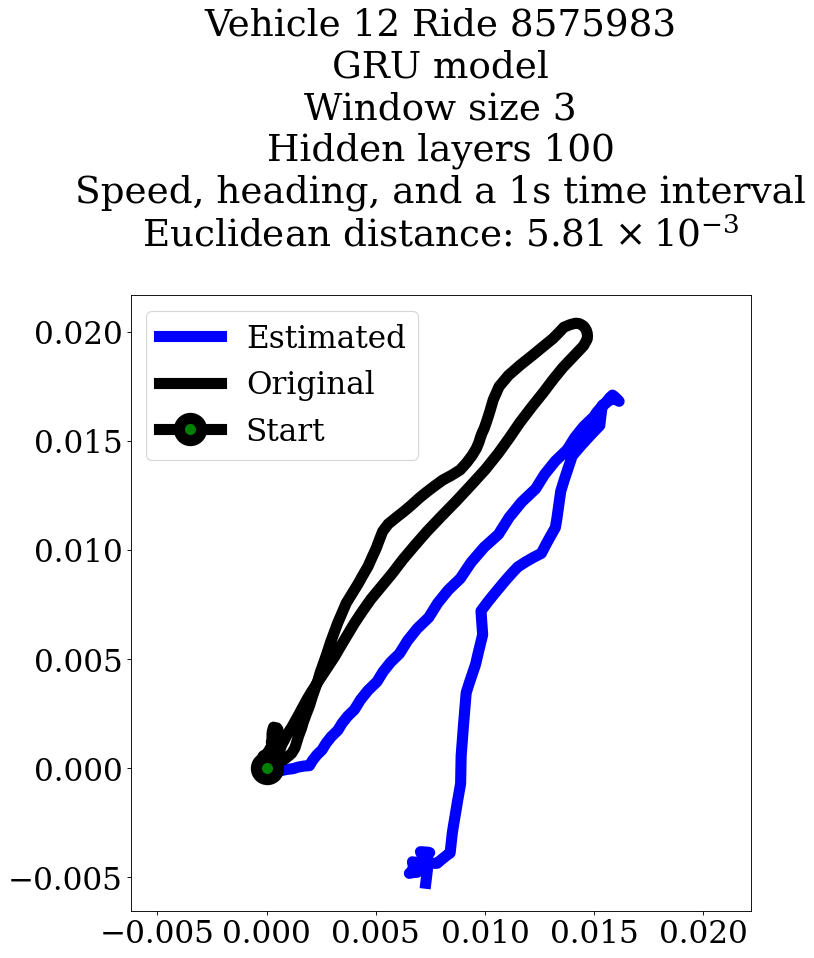 Vehicle 12 Ride 8575983
GRU model
Window size 3
Hidden layers 100
Speed, heading, and a 1s time interval
Euclidean distance: 5.81 × 10⁻³
Estimated
Original
Start
0.020
0.015
0.010
0.005
0.000
−0.005
−0.005 0.000 0.005 0.010 0.015 0.020